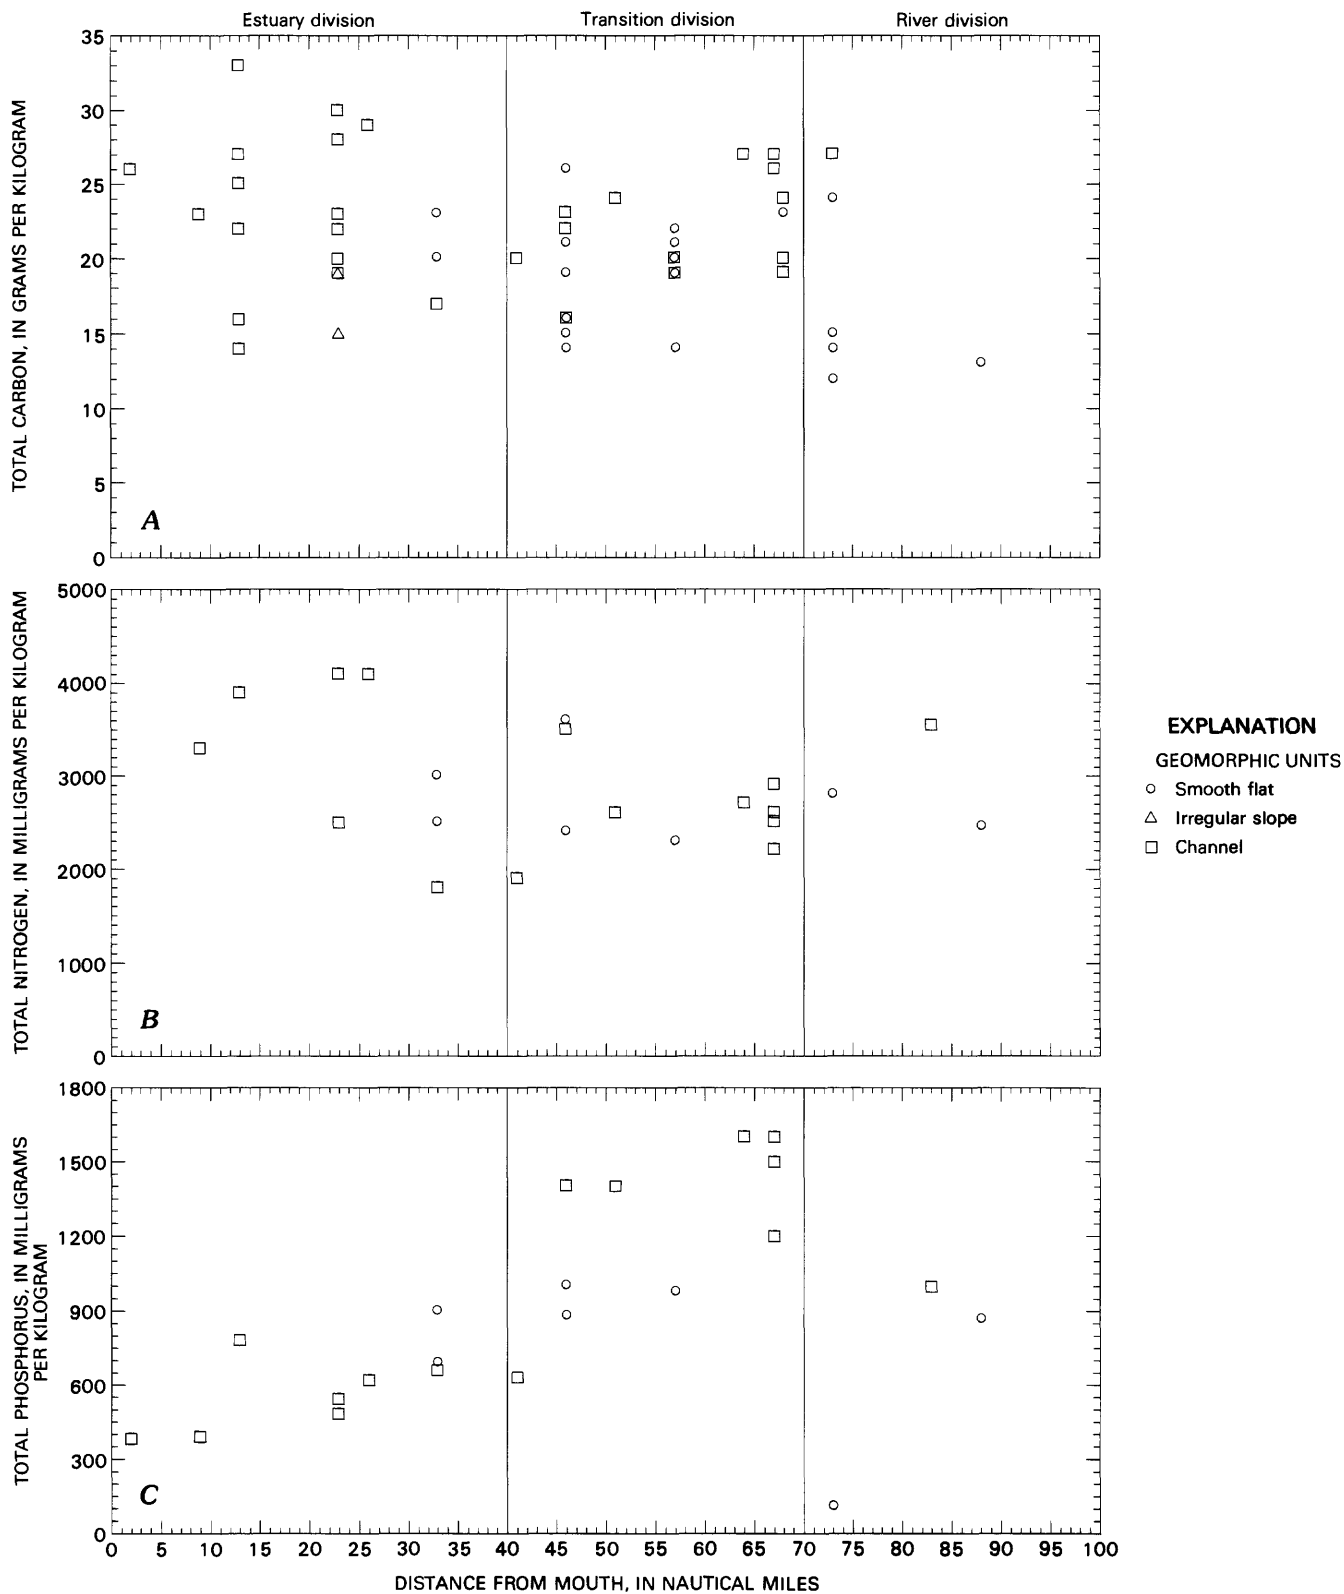 Estuary division
Transition division
River division
TOTAL CARBON, IN GRAMS PER KILOGRAM
35
30
25
20
15
10
5
0
A
TOTAL NITROGEN, IN MILLIGRAMS PER KILOGRAM
5000
4000
3000
2000
1000
0
B
EXPLANATION
GEOMORPHIC UNITS
Smooth flat
Irregular slope
Channel
TOTAL PHOSPHORUS, IN MILLIGRAMS
PER KILOGRAM
1800
1500
1200
900
600
300
0
C
0 5 10 15 20 25 30 35 40 45 50 55 60 65 70 75 80 85 90 95 100
DISTANCE FROM MOUTH, IN NAUTICAL MILES